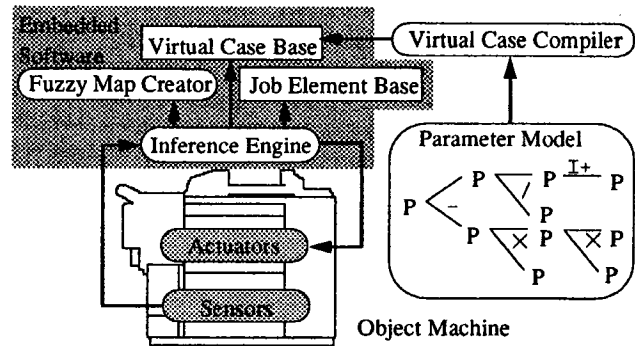 Embedded
Software
Virtual Case Base
Virtual Case Compiler
Fuzzy Map Creator
Job Element Base
Inference Engine
Parameter Model
P P P I+ P
/
P - P
P X P X
P P
Actuators
Sensors
Object Machine